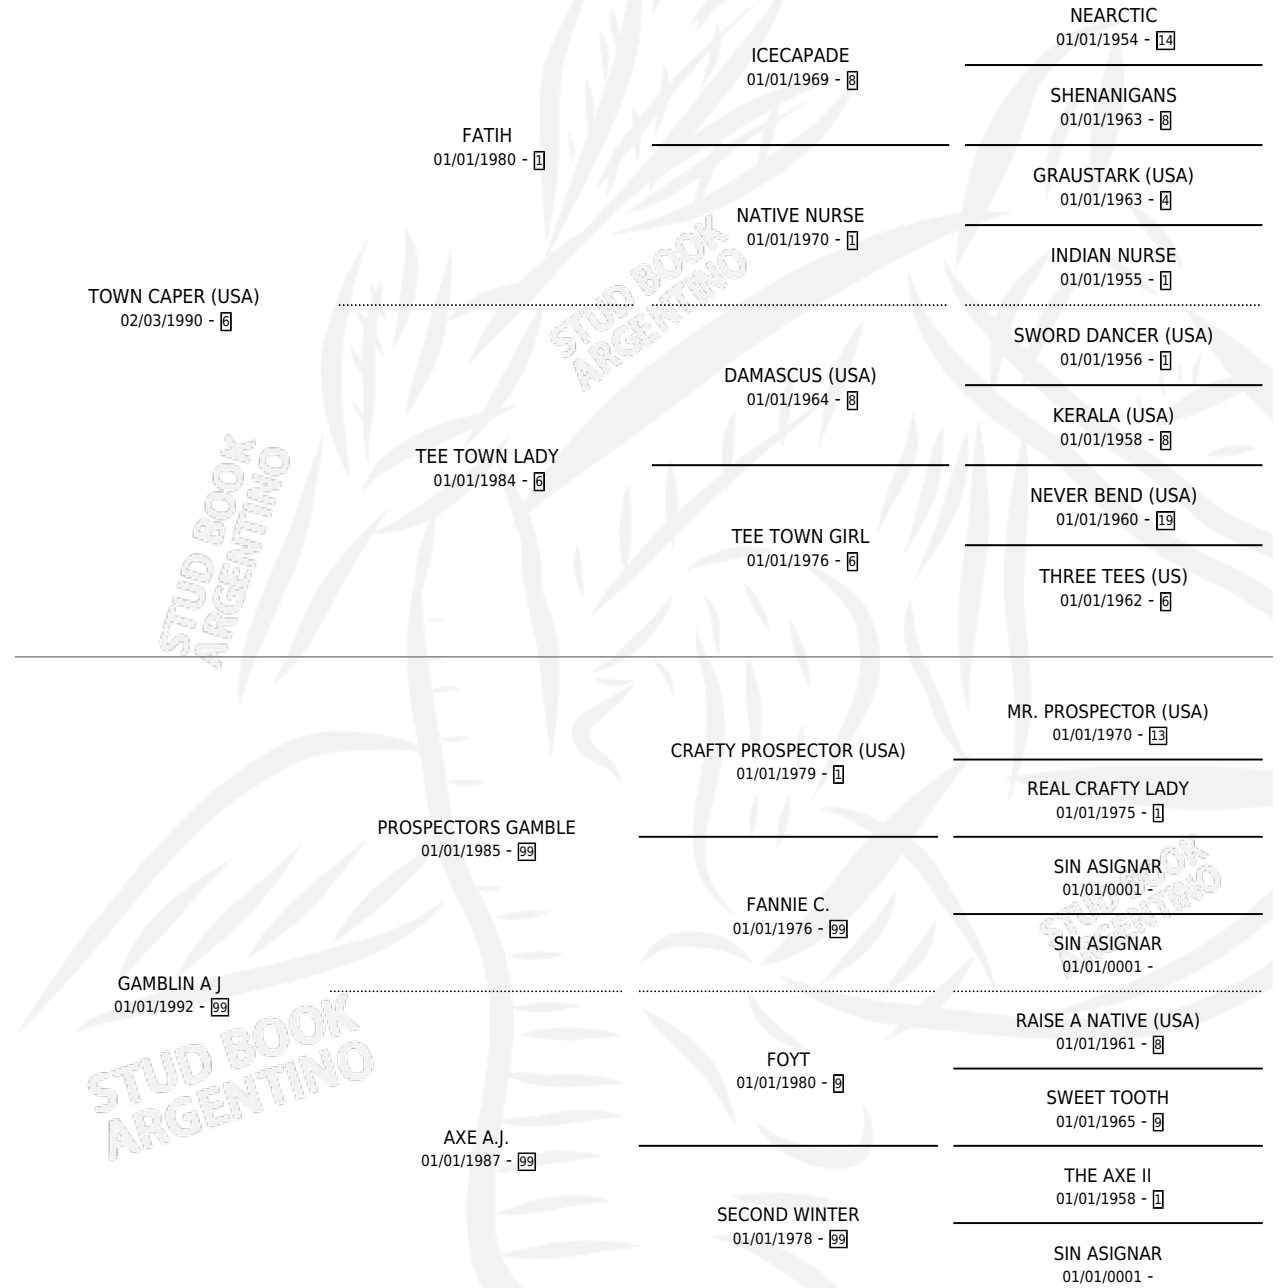 NEARCTIC
01/01/1954 - 14
ICECAPADE
01/01/1969 - 8
SHENANIGANS
01/01/1963 - 8
FATIH
01/01/1980 - 1
GRAUSTARK (USA)
01/01/1963 - 4
NATIVE NURSE
01/01/1970 - 1
INDIAN NURSE
01/01/1955 - 1
TOWN CAPER (USA)
02/03/1990 - 6
SWORD DANCER (USA)
01/01/1956 - 1
DAMASCUS (USA)
01/01/1964 - 8
KERALA (USA)
01/01/1958 - 8
TEE TOWN LADY
01/01/1984 - 6
NEVER BEND (USA)
01/01/1960 - 19
TEE TOWN GIRL
01/01/1976 - 6
THREE TEES (US)
01/01/1962 - 6
STUD BOOK
ARGENTINO
STUD BOOK
ARGENTINO
MR. PROSPECTOR (USA)
01/01/1970 - 13
CRAFTY PROSPECTOR (USA)
01/01/1979 - 1
REAL CRAFTY LADY
01/01/1975 - 1
PROSPECTORS GAMBLE
01/01/1985 - 99
SIN ASIGNAR
01/01/0001 -
FANNIE C.
01/01/1976 - 99
SIN ASIGNAR
01/01/0001 -
STUD BOOK
ARGENTINO
GAMBLIN A J
01/01/1992 - 99
RAISE A NATIVE (USA)
01/01/1961 - 8
FOYT
01/01/1980 - 9
SWEET TOOTH
01/01/1965 - 9
AXE A.J.
01/01/1987 - 99
THE AXE II
01/01/1958 - 1
SECOND WINTER
01/01/1978 - 99
SIN ASIGNAR
01/01/0001 -
STUD BOOK
ARGENTINO